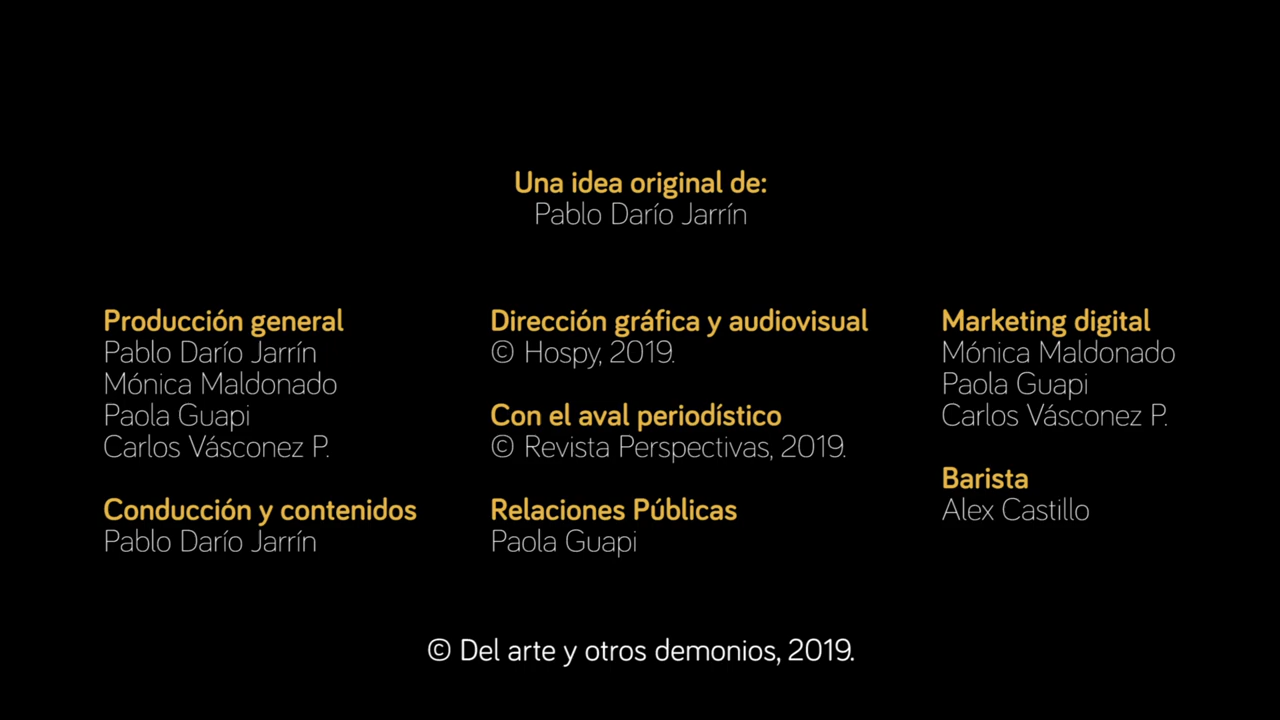 Una idea original de:
Pablo Darío Jarrín
Producción general
Pablo Darío Jarrín
Mónica Maldonado
Paola Guapi
Carlos Vásconez P.
Conducción y contenidos
Pablo Darío Jarrín
Dirección gráfica y audiovisual
© Hospy, 2019.
Con el aval periodístico
© Revista Perspectivas, 2019.
Relaciones Públicas
Paola Guapi
Marketing digital
Mónica Maldonado
Paola Guapi
Carlos Vásconez P.
Barista
Alex Castillo
© Del arte y otros demonios, 2019.